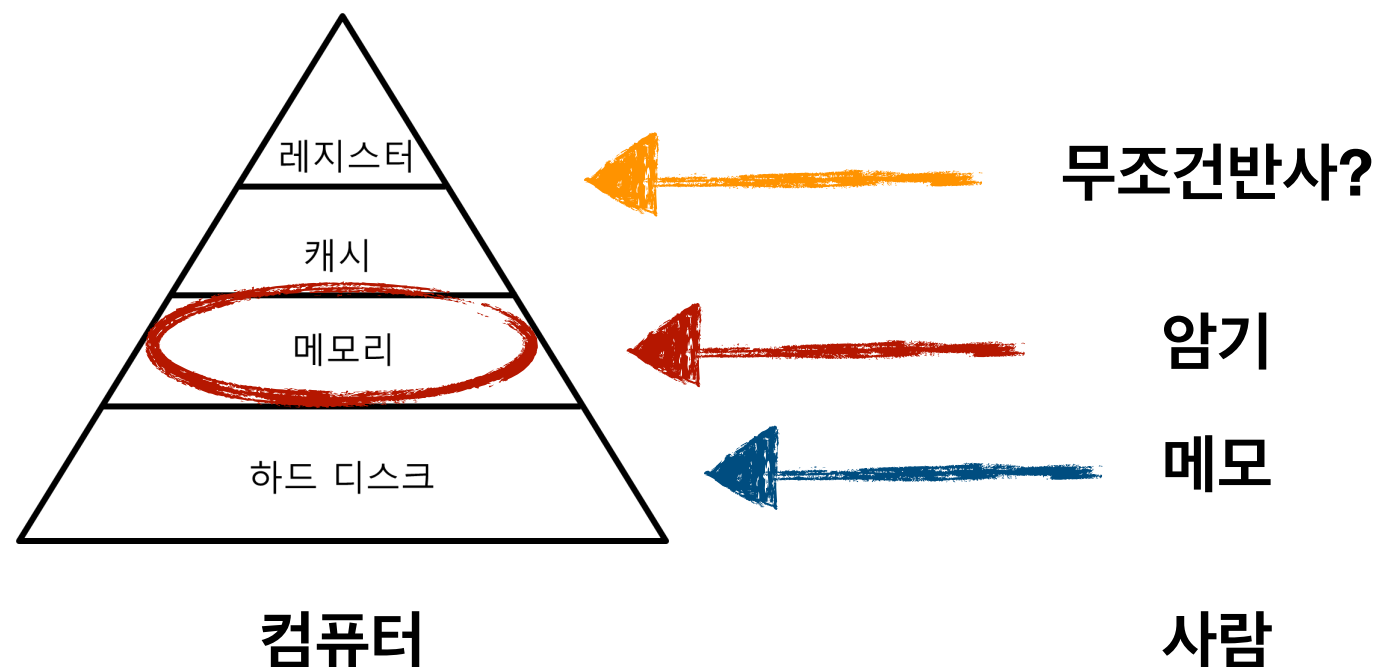 레지스터
무조건반사?
캐시
메모리
암기
하드 디스크
메모
컴퓨터
사람